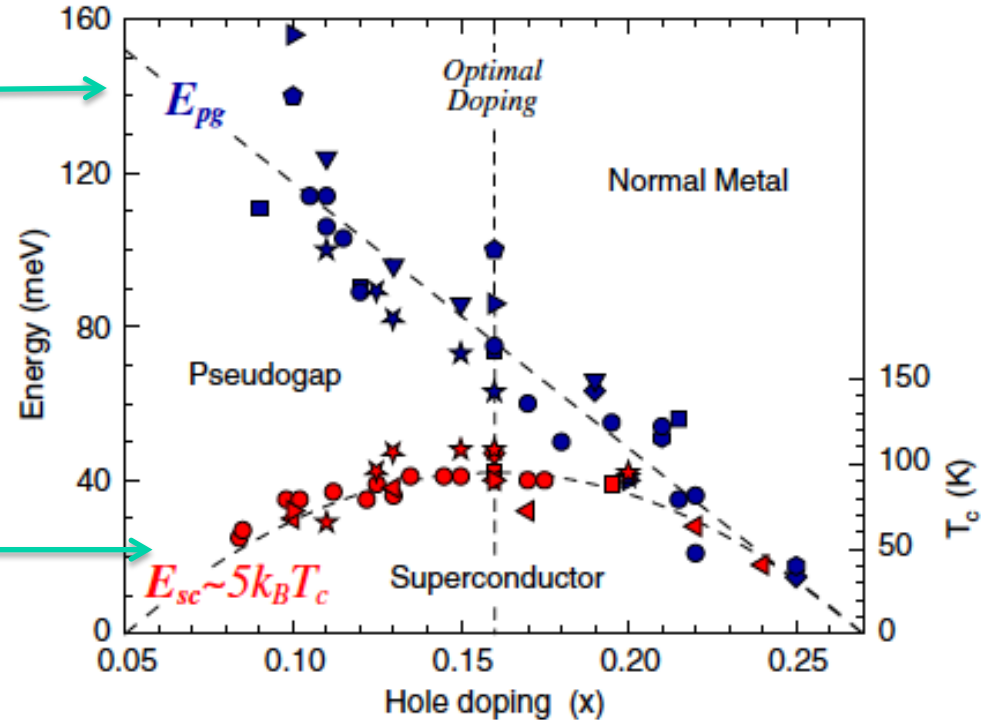 160
120
80
40
0
Energy (meV)
E_pg
Optimal
Doping
Normal Metal
Pseudogap
E_sc~5k_BT_c
Superconductor
150
100
50
0
T_c (K)
0.05 0.10 0.15 0.20 0.25
Hole doping (x)